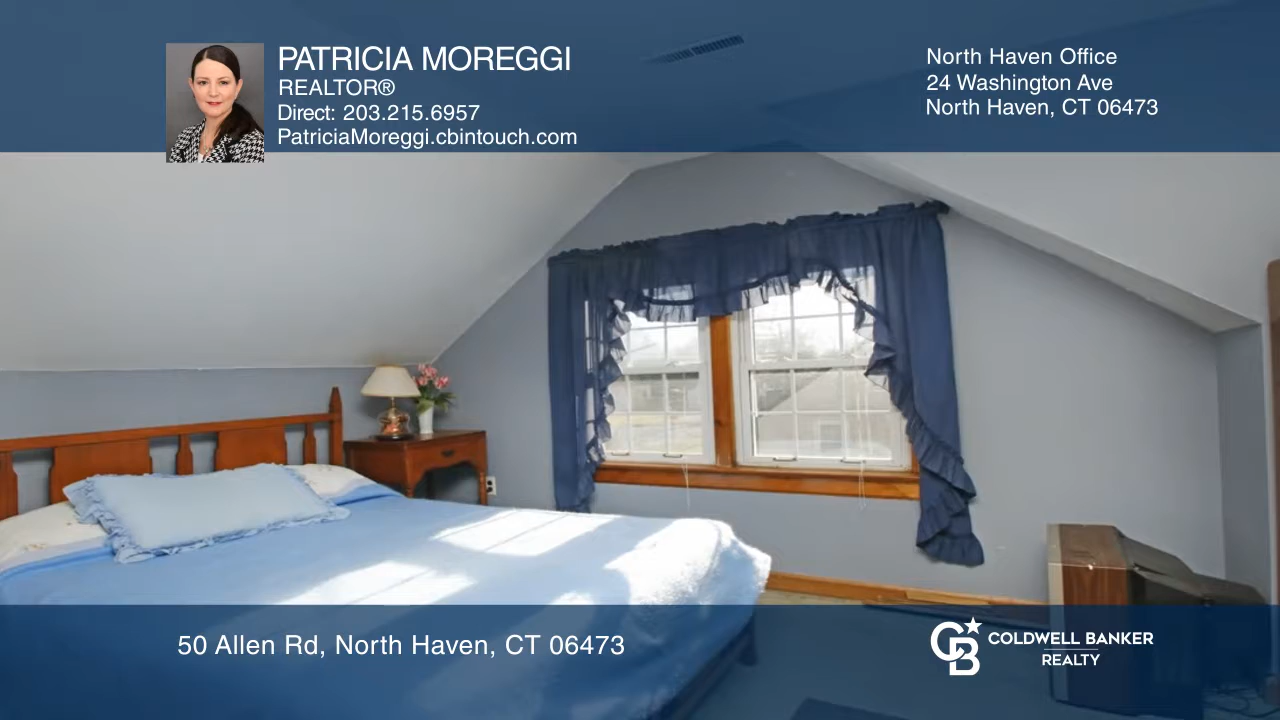 PATRICIA MOREGGI
REALTOR®
Direct: 203.215.6957
PatriciaMoreggi.cbintouch.com
North Haven Office
24 Washington Ave
North Haven, CT 06473
50 Allen Rd, North Haven, CT 06473
CB
COLDWELL BANKER
REALTY